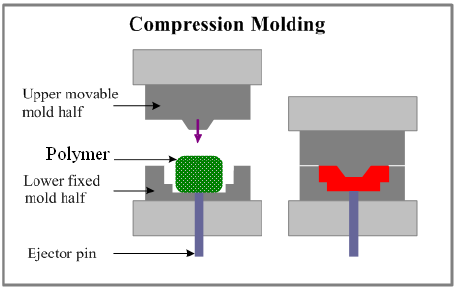 Compression Molding
Upper movable
mold half
Polymer
Lower fixed
mold half
Ejector pin